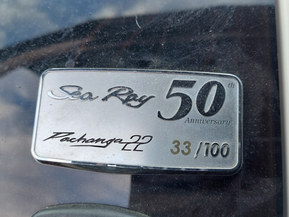 Sea Ray 50th
Anniversary
Pachanga 22
33/100